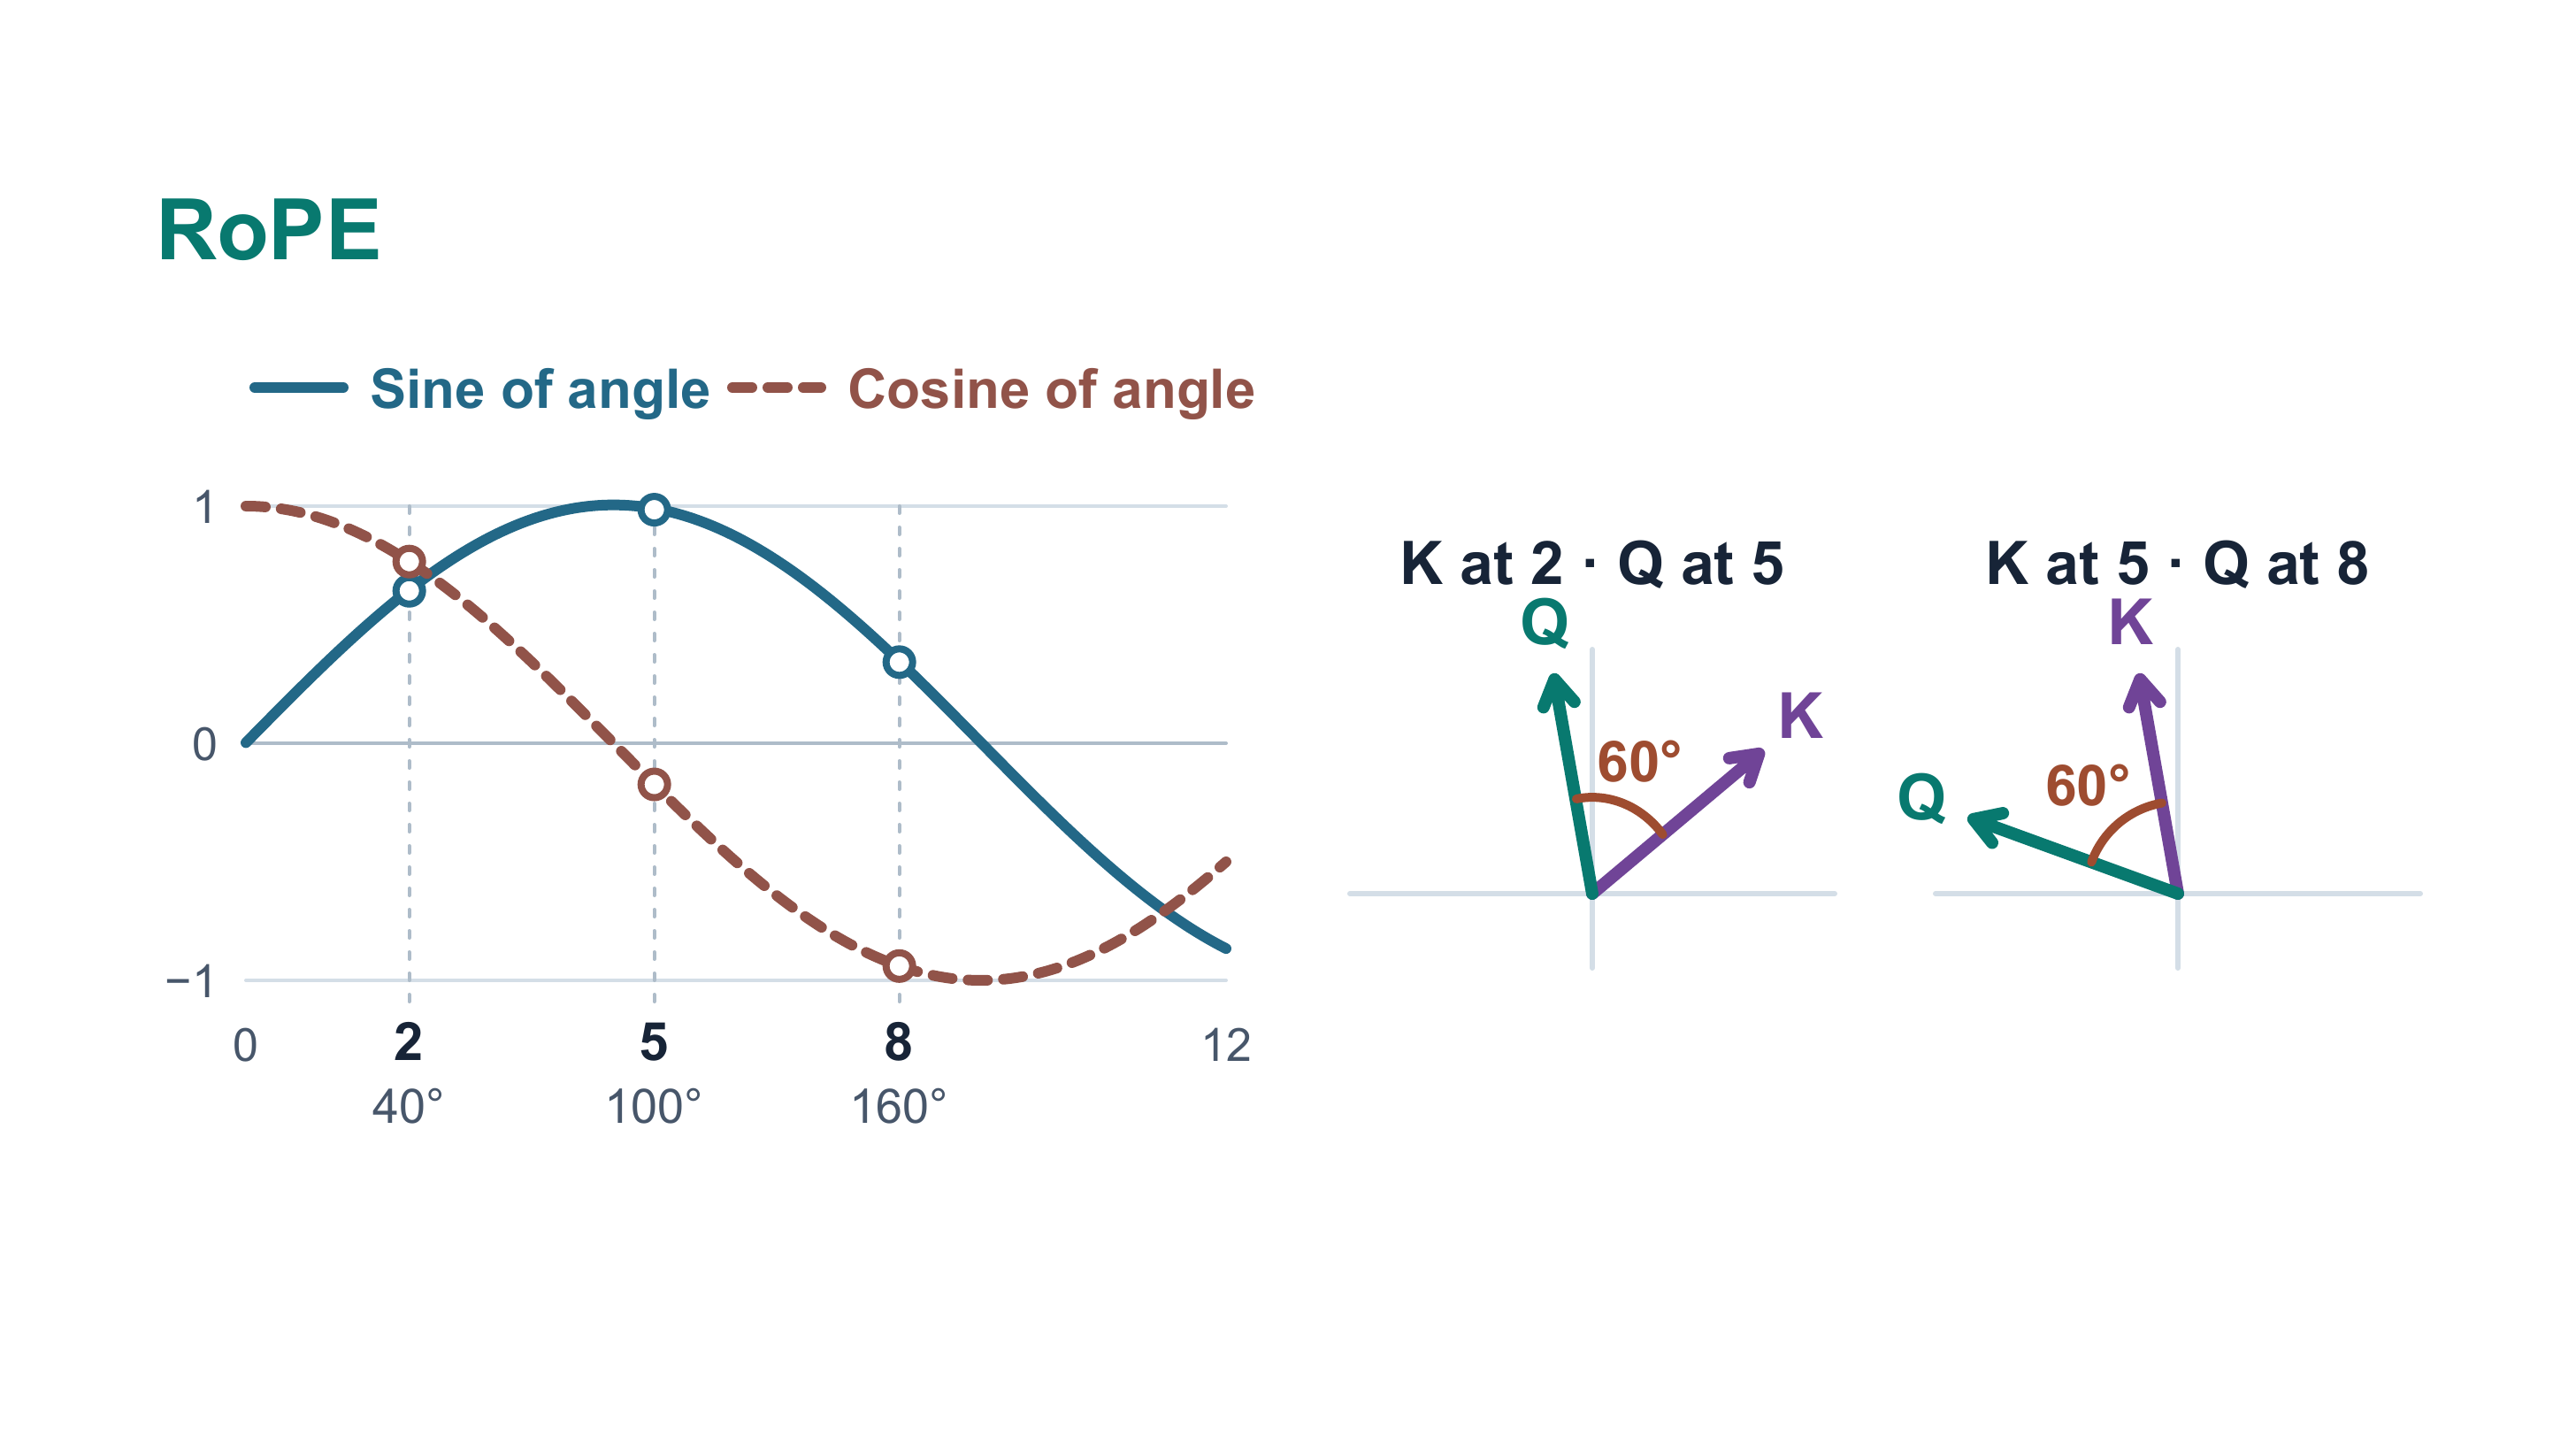 RoPE
Sine of angle
Cosine of angle
1
0
−1
0 2 5 8 12
40° 100° 160°
K at 2 · Q at 5
Q
K
60°
K at 5 · Q at 8
K
60°
Q